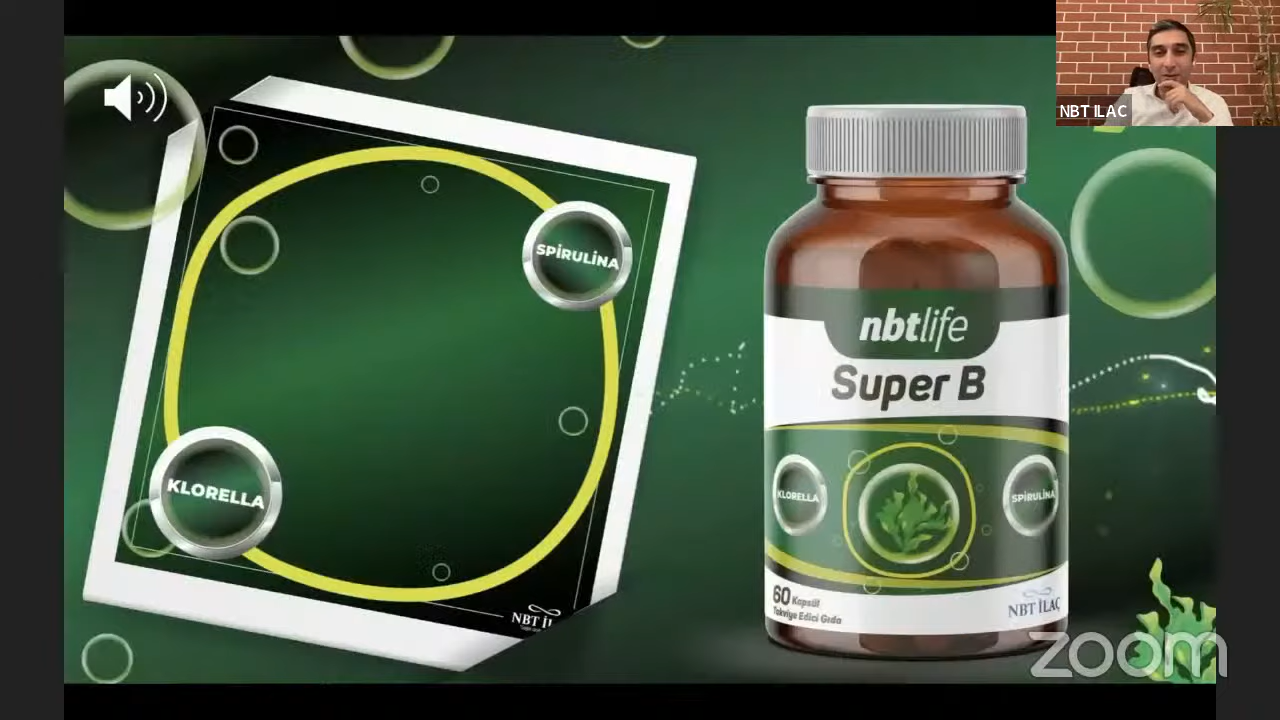 NBT ILAC
SPİRULİNA
KLORELLA
NBT İL
nbtlife
Super B
KLORELLA
SPİRULİNA
60 Kapsül
Takviye Edici Gıda
NBT İLAÇ
zoom